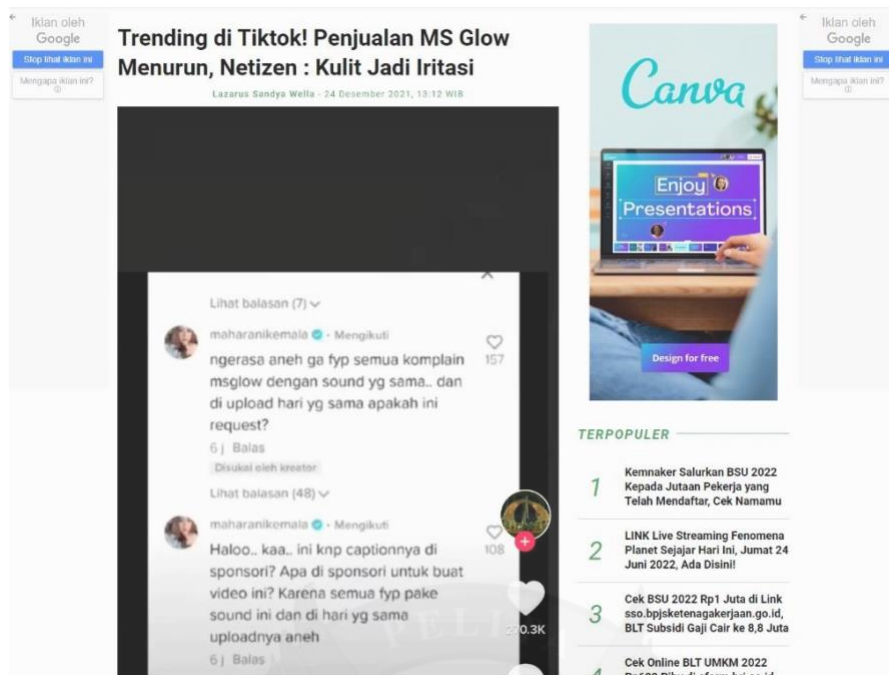 Iklan oleh
Google
Stop lihat iklan ini
Mengapa iklan ini?
Trending di Tiktok! Penjualan MS Glow
Menurun, Netizen : Kulit Jadi Iritasi
Lazarus Sandya Wella - 24 Desember 2021, 13:12 WIB
Lihat balasan (7)
maharanikemala · Mengikuti
ngerasa aneh ga fyp semua komplain
msglow dengan sound yg sama.. dan
di upload hari yg sama apakah ini
request?
157
6 j Balas
Disukai oleh kreator
Lihat balasan (48)
maharanikemala · Mengikuti
Haloo.. kaa.. ini knp captionnya di
sponsori? Apa di sponsori untuk buat
video ini? Karena semua fyp pake
sound ini dan di hari yg sama
uploadnya aneh
108
6 j Balas
PELITA
Canva
Enjoy
Presentations
Design for free
TERPOPULER
1
Kemnaker Salurkan BSU 2022
Kepada Jutaan Pekerja yang
Telah Mendaftar, Cek Namamu
2
LINK Live Streaming Fenomena
Planet Sejajar Hari Ini, Jumat 24
Juni 2022, Ada Disini!
3
Cek BSU 2022 Rp1 Juta di Link
sso.bpjsketenagakerjaan.go.id,
BLT Subsidi Gaji Cair ke 8,8 Juta
Cek Online BLT UMKM 2022
Iklan oleh
Google
Stop lihat iklan ini
Mengapa iklan ini?